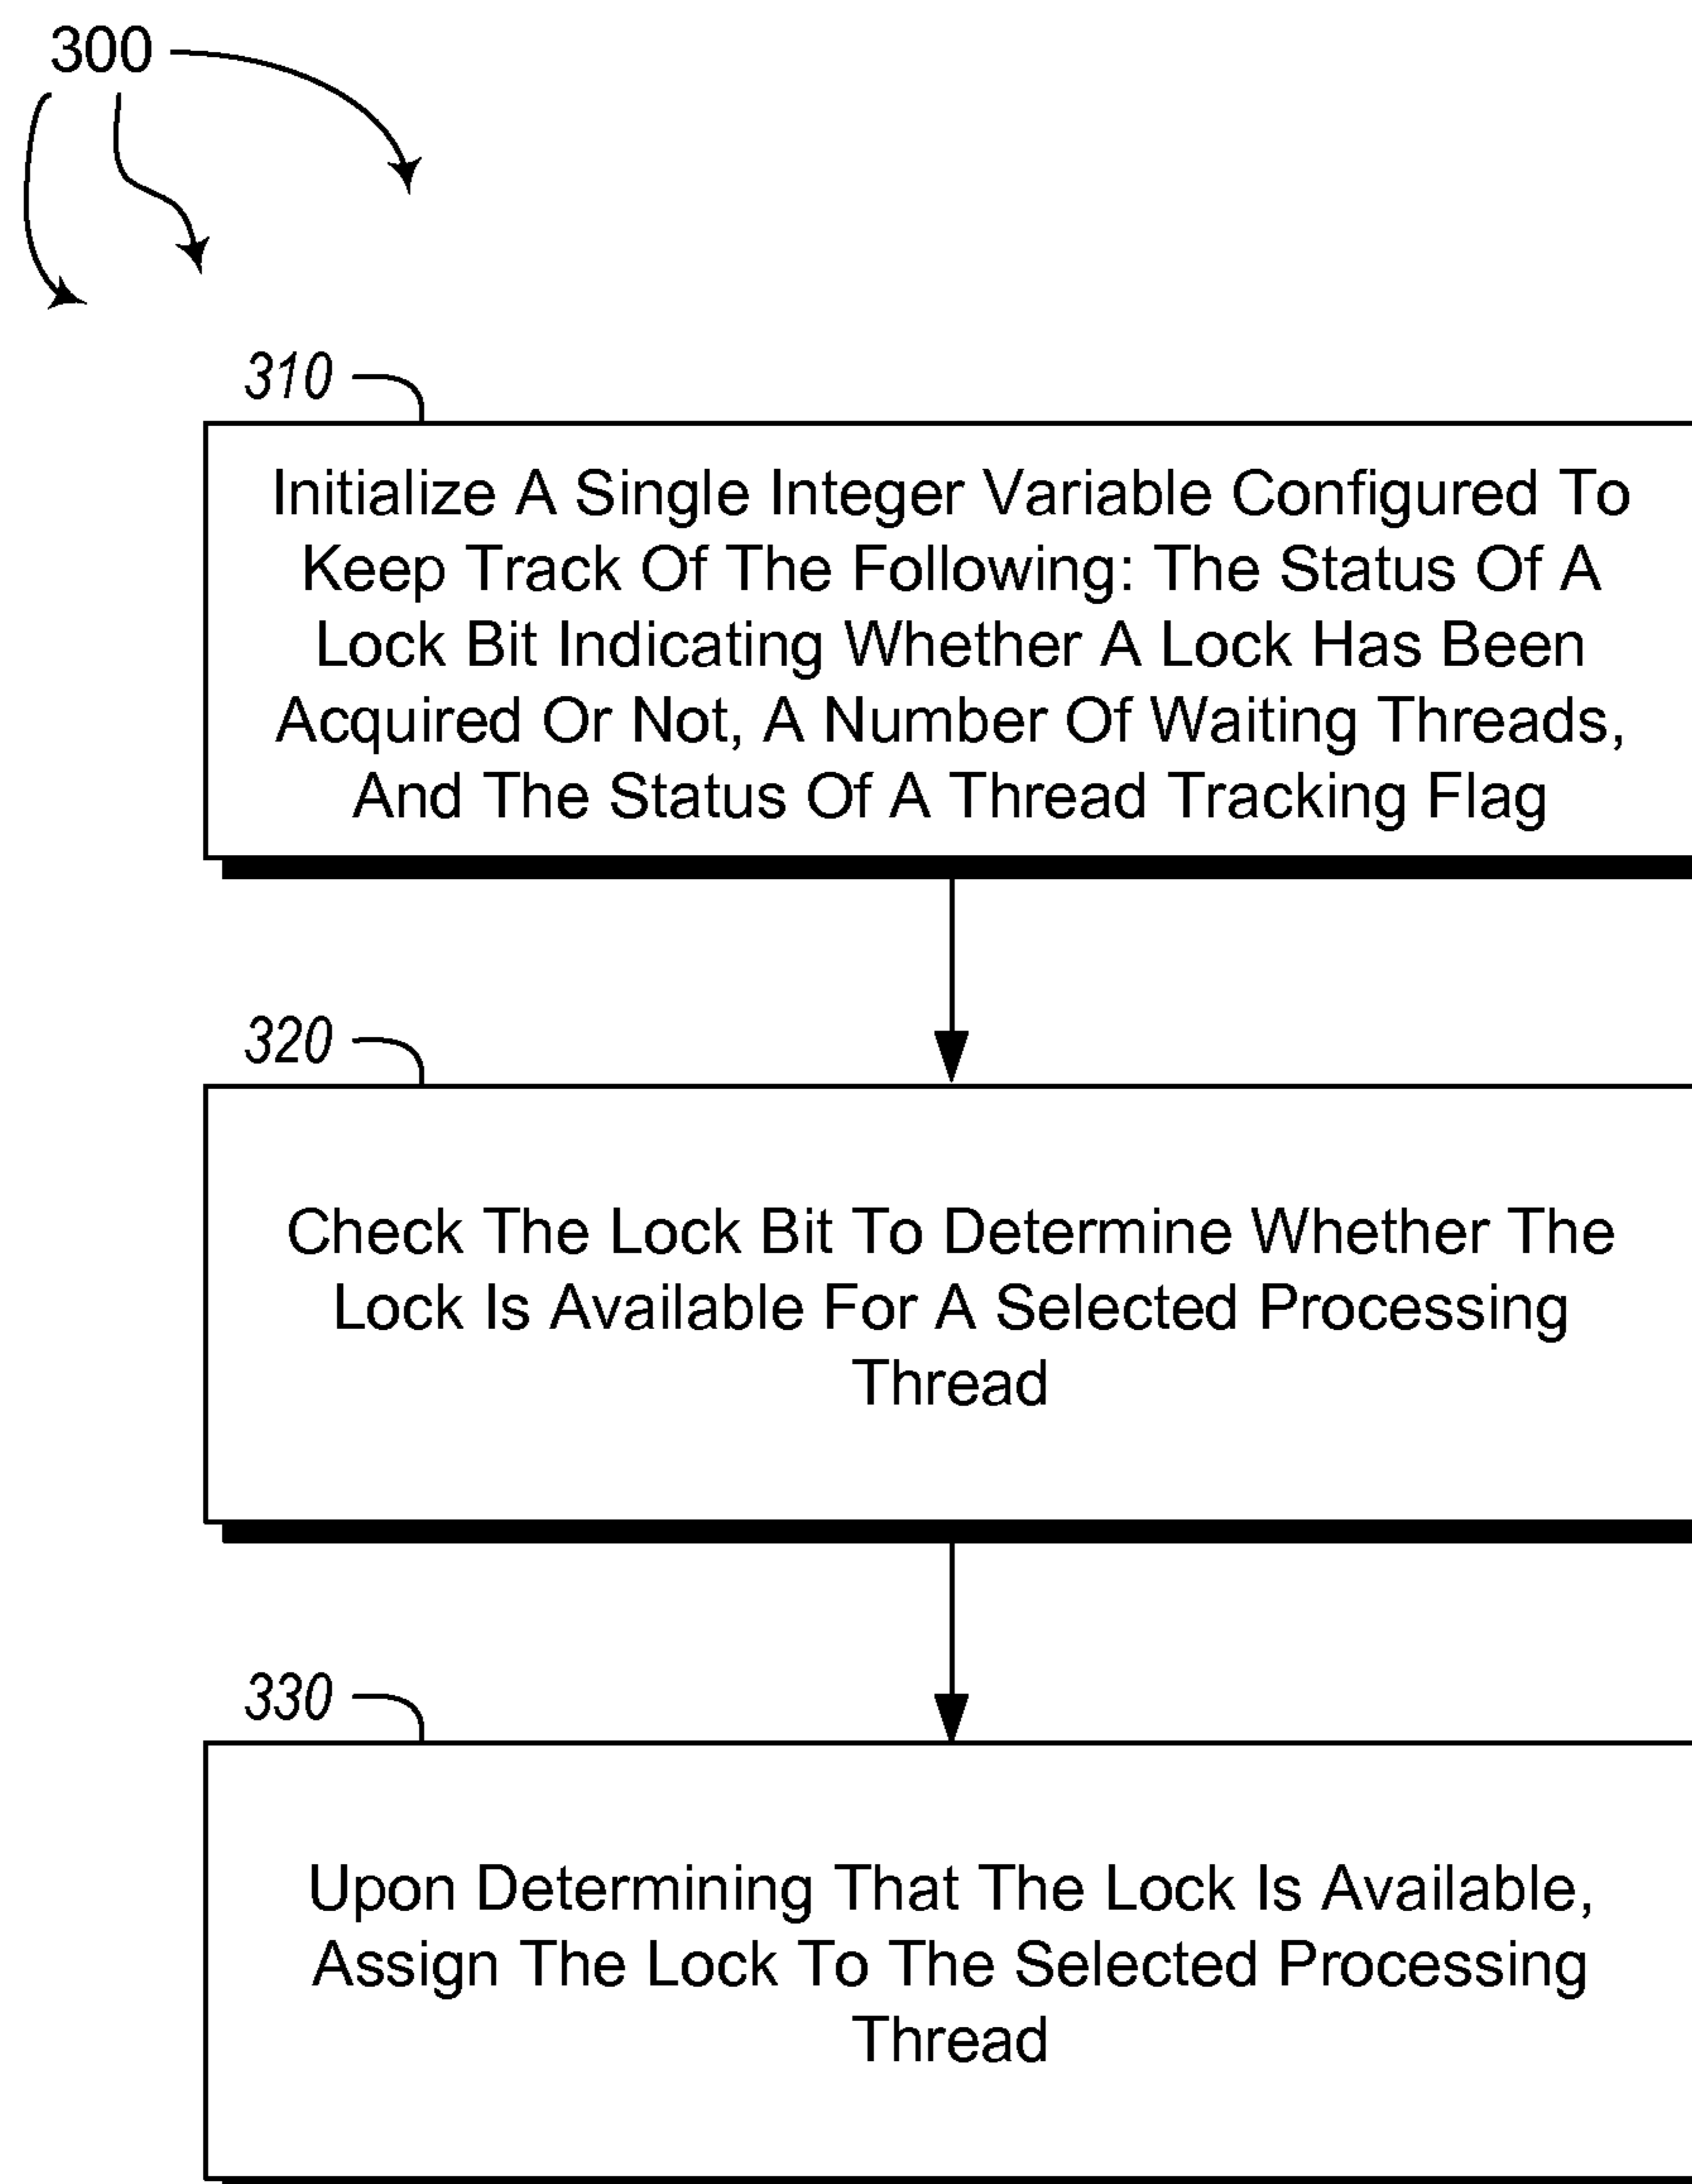 300
310
Initialize A Single Integer Variable Configured To
Keep Track Of The Following: The Status Of A
Lock Bit Indicating Whether A Lock Has Been
Acquired Or Not, A Number Of Waiting Threads,
And The Status Of A Thread Tracking Flag
320
Check The Lock Bit To Determine Whether The
Lock Is Available For A Selected Processing
Thread
330
Upon Determining That The Lock Is Available,
Assign The Lock To The Selected Processing
Thread